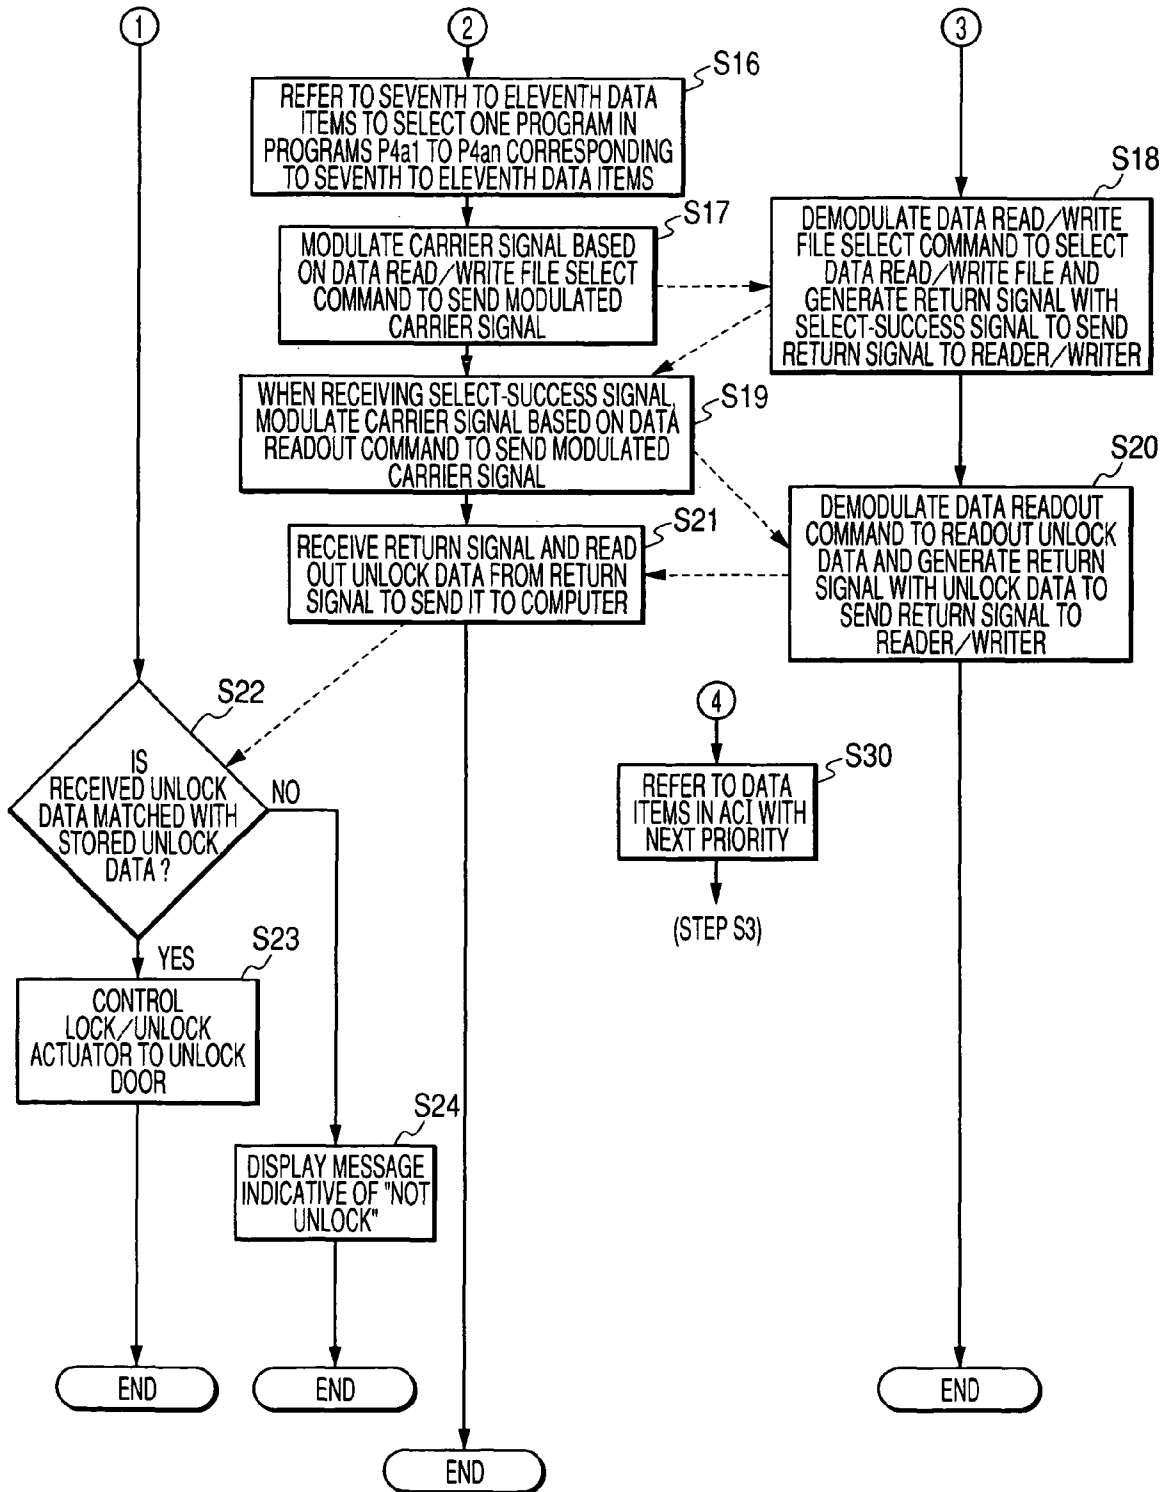 1
2
3
S16
REFER TO SEVENTH TO ELEVENTH DATA
ITEMS TO SELECT ONE PROGRAM IN
PROGRAMS P4a1 TO P4an CORRESPONDING
TO SEVENTH TO ELEVENTH DATA ITEMS
S17
MODULATE CARRIER SIGNAL BASED
ON DATA READ/WRITE FILE SELECT
COMMAND TO SEND MODULATED
CARRIER SIGNAL
S18
DEMODULATE DATA READ/WRITE
FILE SELECT COMMAND TO SELECT
DATA READ/WRITE FILE AND
GENERATE RETURN SIGNAL WITH
SELECT-SUCCESS SIGNAL TO SEND
RETURN SIGNAL TO READER/WRITER
S19
WHEN RECEIVING SELECT-SUCCESS SIGNAL,
MODULATE CARRIER SIGNAL BASED ON DATA
READOUT COMMAND TO SEND MODULATED
CARRIER SIGNAL
S20
DEMODULATE DATA READOUT
COMMAND TO READOUT UNLOCK
DATA AND GENERATE RETURN
SIGNAL WITH UNLOCK DATA TO
SEND RETURN SIGNAL TO
READER/WRITER
S21
RECEIVE RETURN SIGNAL AND READ
OUT UNLOCK DATA FROM RETURN
SIGNAL TO SEND IT TO COMPUTER
S22
IS
RECEIVED UNLOCK
DATA MATCHED WITH
STORED UNLOCK
DATA ?
NO
YES
4
S30
REFER TO DATA
ITEMS IN ACI WITH
NEXT PRIORITY
(STEP S3)
S23
CONTROL
LOCK/UNLOCK
ACTUATOR TO UNLOCK
DOOR
S24
DISPLAY MESSAGE
INDICATIVE OF "NOT
UNLOCK"
END
END
END
END